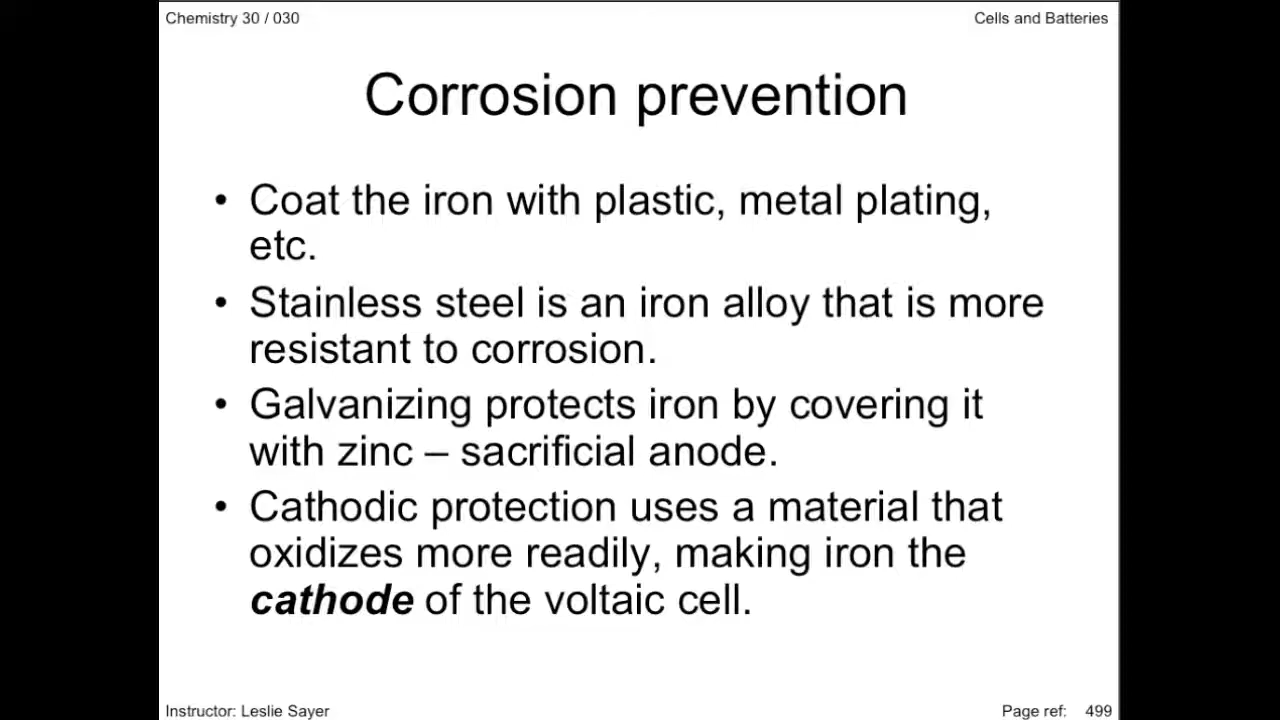 Chemistry 30 / 030
Cells and Batteries
Corrosion prevention
• Coat the iron with plastic, metal plating,
etc.
• Stainless steel is an iron alloy that is more
resistant to corrosion.
• Galvanizing protects iron by covering it
with zinc – sacrificial anode.
• Cathodic protection uses a material that
oxidizes more readily, making iron the
cathode of the voltaic cell.
Instructor: Leslie Sayer
Page ref: 499